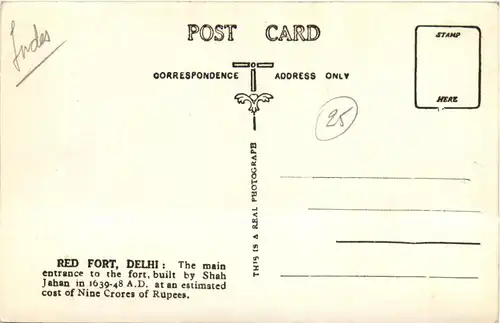 Indes
POST CARD
STAMP
CORRESPONDENCE ADDRESS ONLY
HERE
25
THIS IS A REAL PHOTOGRAPH
RED FORT, DELHI: The main
entrance to the fort, built by Shah
Jahan in 1639-48 A.D. at an estimated
cost of Nine Crores of Rupees.